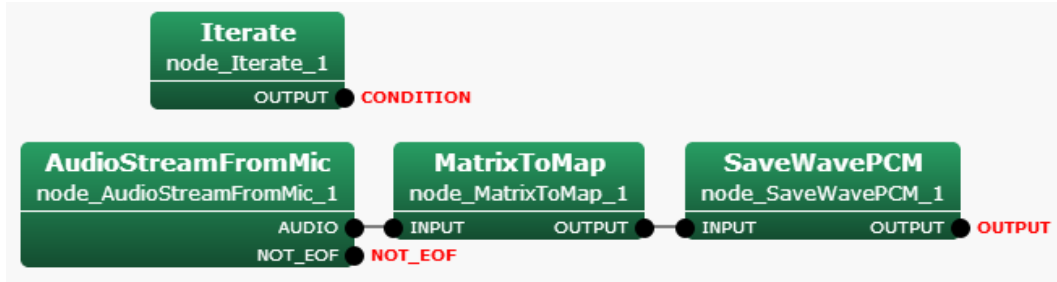 Iterate
node_Iterate_1
OUTPUT CONDITION
AudioStreamFromMic MatrixToMap SaveWavePCM
node_AudioStreamFromMic_1 node_MatrixToMap_1 node_SaveWavePCM_1
AUDIO INPUT OUTPUT INPUT OUTPUT OUTPUT
NOT_EOF NOT_EOF